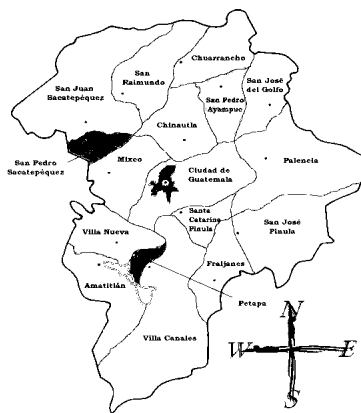 Chuarrancho
San
Raimundo
San José
del Golfo
San Juan
Sacatepéquez
San Pedro
Ayampuc
Chinautla
San Pedro
Sacatepéquez
Mixco
Palencia
Ciudad de
Guatemala
Santa
Catarina
Pinula
San José
Pinula
Villa Nueva
Fraijanes
Amatitlán
Petapa
Villa Canales
N
W
E
S